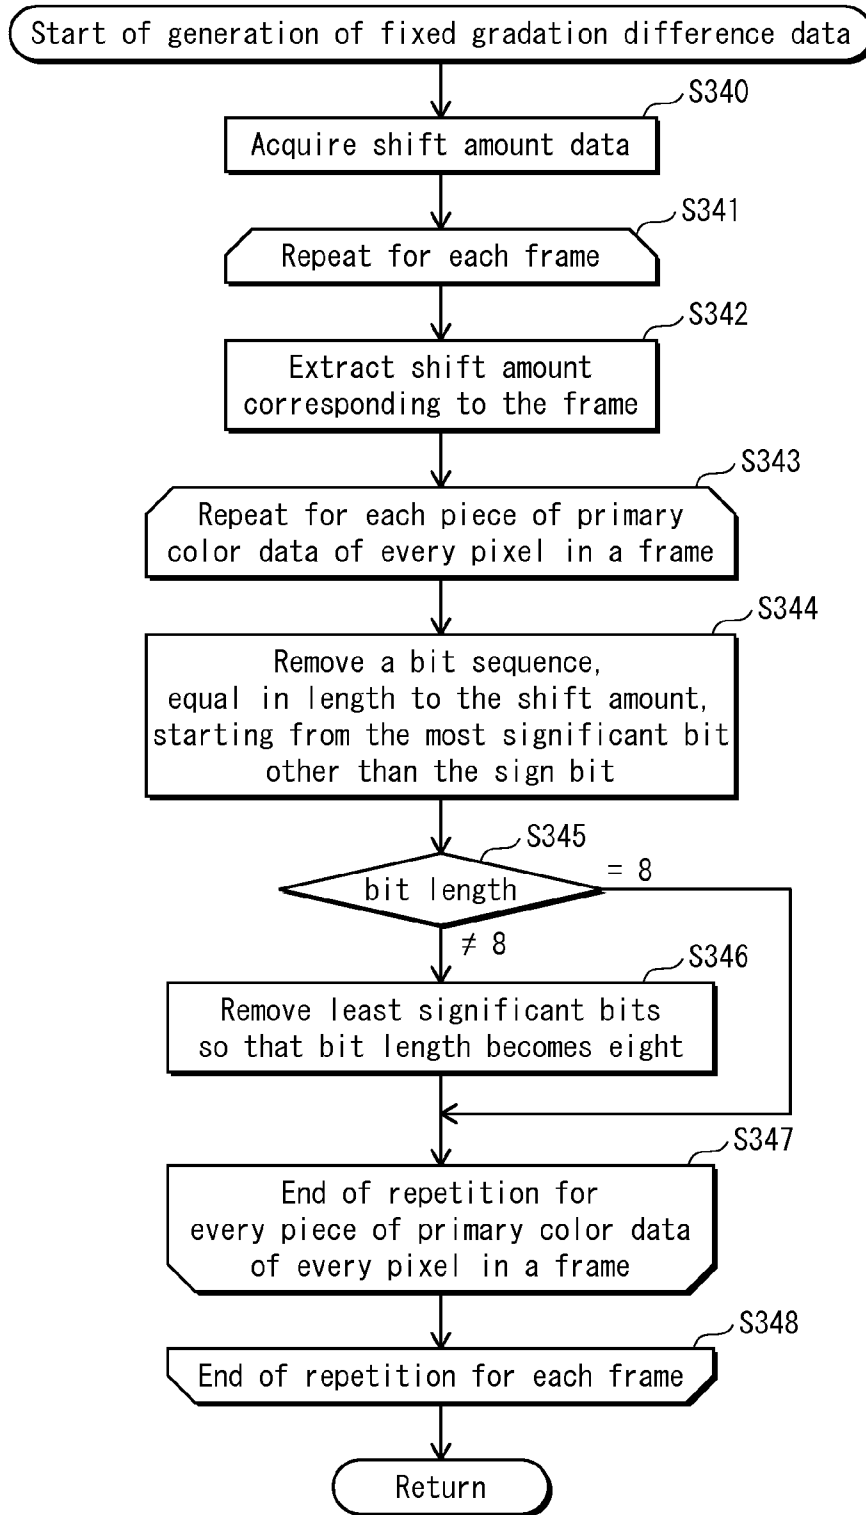 Start of generation of fixed gradation difference data
S340
Acquire shift amount data
S341
Repeat for each frame
S342
Extract shift amount
corresponding to the frame
S343
Repeat for each piece of primary
color data of every pixel in a frame
S344
Remove a bit sequence,
equal in length to the shift amount,
starting from the most significant bit
other than the sign bit
S345
bit length
= 8
≠ 8
S346
Remove least significant bits
so that bit length becomes eight
S347
End of repetition for
every piece of primary color data
of every pixel in a frame
S348
End of repetition for each frame
Return